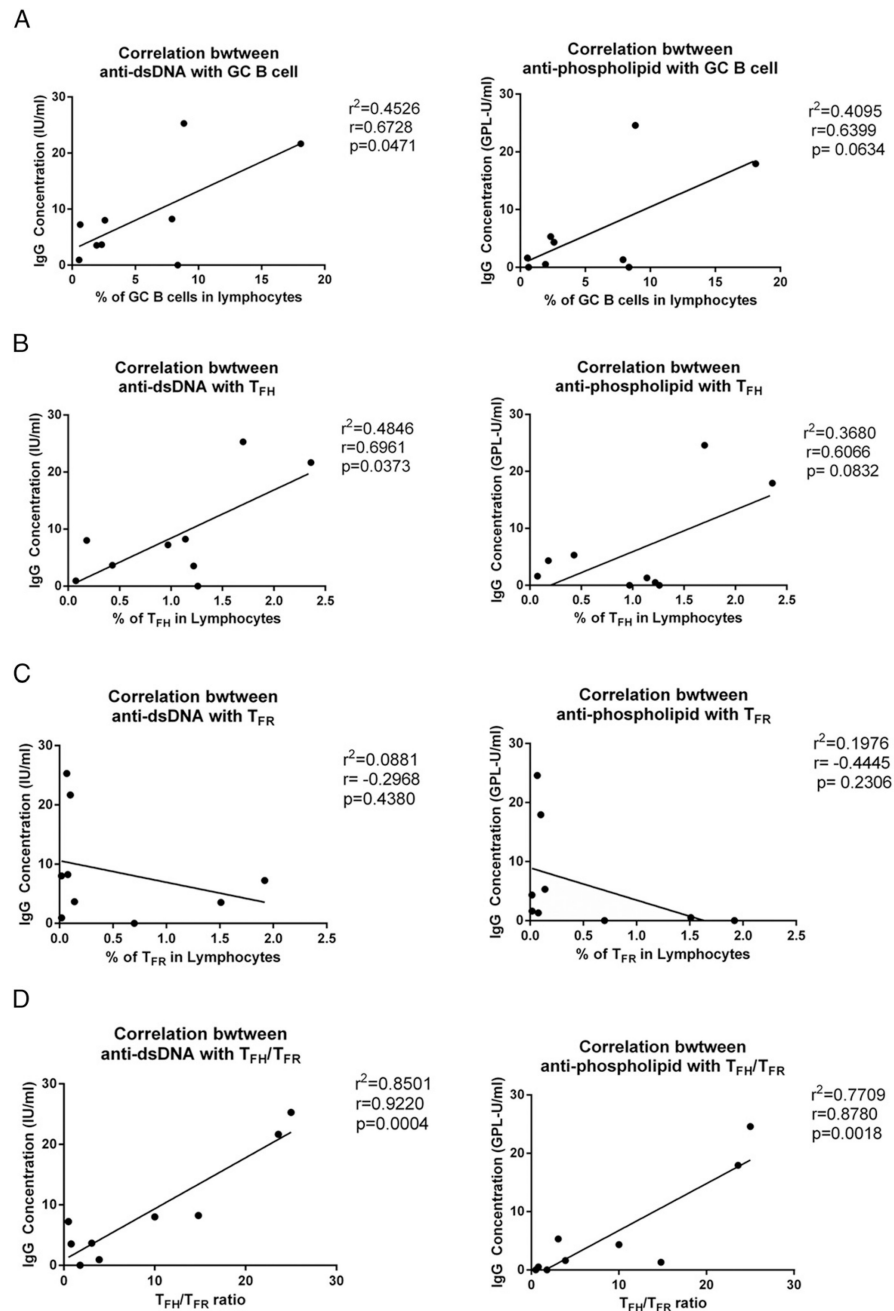 A
Correlation bwtween
anti-dsDNA with GC B cell
r²=0.4526
r=0.6728
p=0.0471
IgG Concentration (IU/ml)
30
20
10
0
0 5 10 15 20
% of GC B cells in lymphocytes
Correlation bwtween
anti-phospholipid with GC B cell
r²=0.4095
r=0.6399
p= 0.0634
IgG Concentration (GPL-U/ml)
30
20
10
0
0 5 10 15 20
% of GC B cells in lymphocytes
B
Correlation bwtween
anti-dsDNA with TFH
r²=0.4846
r=0.6961
p=0.0373
IgG Concentration (IU/ml)
30
20
10
0
0.0 0.5 1.0 1.5 2.0 2.5
% of TFH in Lymphocytes
Correlation bwtween
anti-phospholipid with TFH
r²=0.3680
r=0.6066
p= 0.0832
IgG Concentration (GPL-U/ml)
30
20
10
0
0.0 0.5 1.0 1.5 2.0 2.5
% of TFH in Lymphocytes
C
Correlation bwtween
anti-dsDNA with TFR
r²=0.0881
r= -0.2968
p=0.4380
IgG Concentration (IU/ml)
30
20
10
0
0.0 0.5 1.0 1.5 2.0 2.5
% of TFR in Lymphocytes
Correlation bwtween
anti-phospholipid with TFR
r²=0.1976
r= -0.4445
p= 0.2306
IgG Concentration (GPL-U/ml)
30
20
10
0
0.0 0.5 1.0 1.5 2.0 2.5
% of TFR in Lymphocytes
D
Correlation bwtween
anti-dsDNA with TFH/TFR
r²=0.8501
r=0.9220
p=0.0004
IgG Concentration (IU/ml)
30
20
10
0
0 10 20 30
TFH/TFR ratio
Correlation bwtween
anti-phospholipid with TFH/TFR
r²=0.7709
r=0.8780
p=0.0018
IgG Concentration (GPL-U/ml)
30
20
10
0
0 10 20 30
TFH/TFR ratio